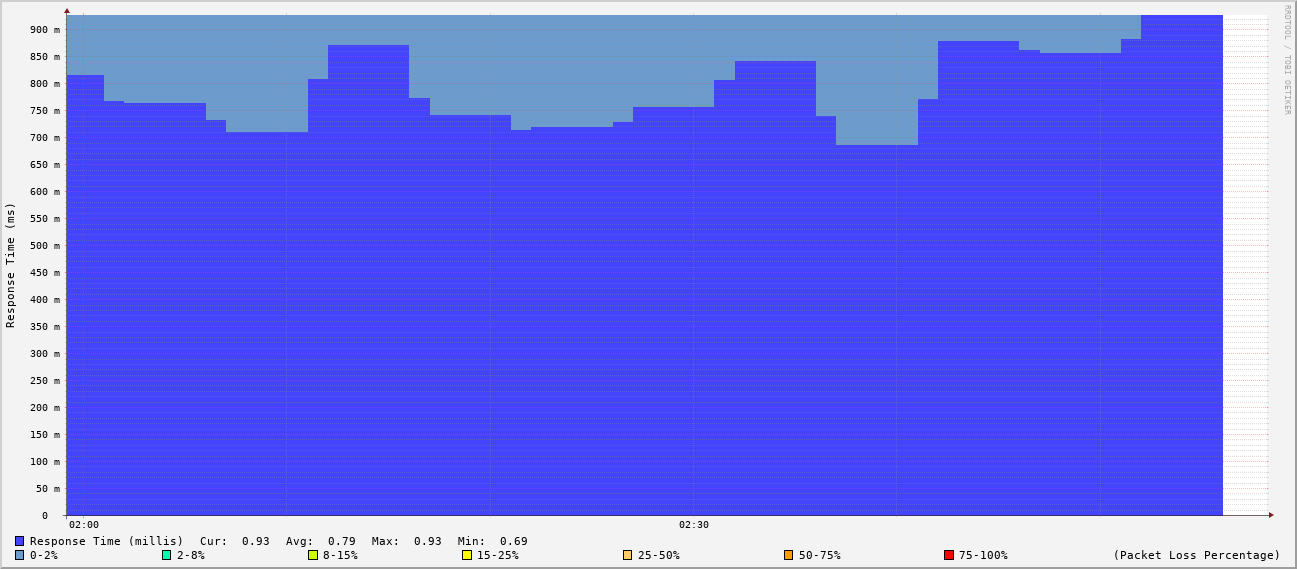 RRDTOOL / TOBI OETIKER
Response Time (ms)
900 m
850 m
800 m
750 m
700 m
650 m
600 m
550 m
500 m
450 m
400 m
350 m
300 m
250 m
200 m
150 m
100 m
50 m
0
02:00 02:30
Response Time (millis) Cur: 0.93 Avg: 0.79 Max: 0.93 Min: 0.69
0-2% 2-8% 8-15% 15-25% 25-50% 50-75% 75-100% (Packet Loss Percentage)